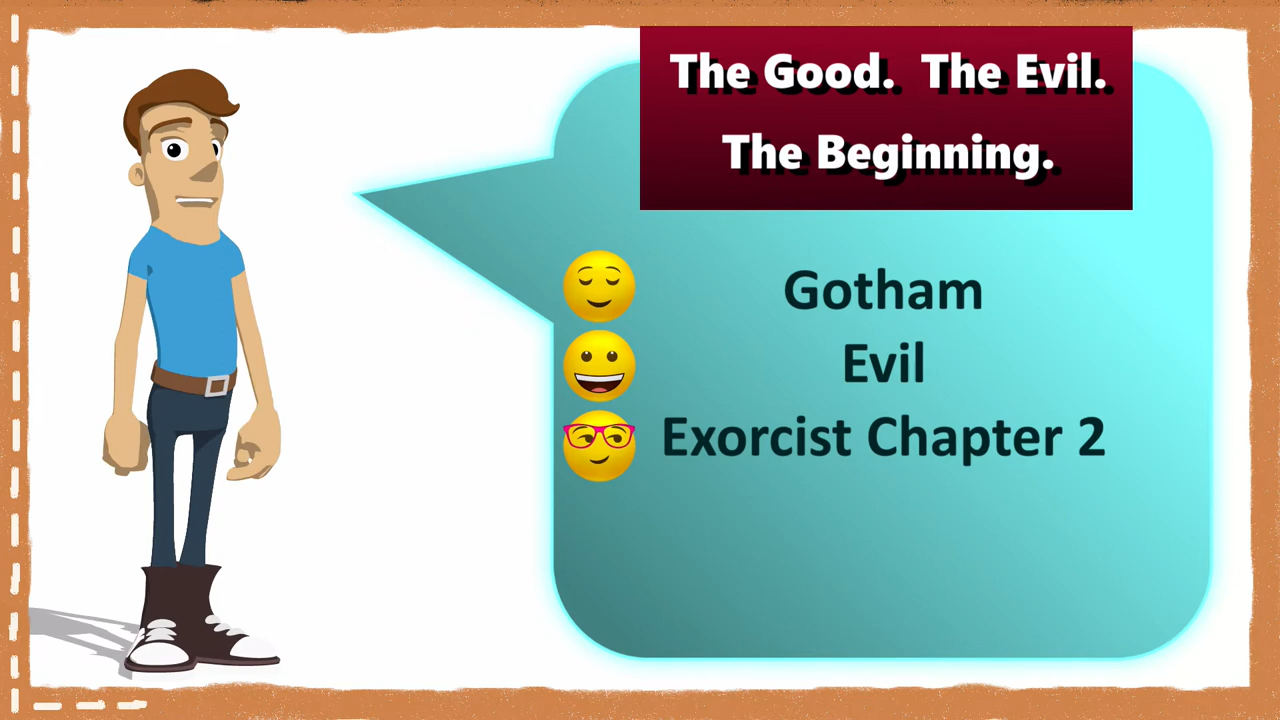 The Good. The Evil.
The Beginning.
Gotham
Evil
Exorcist Chapter 2